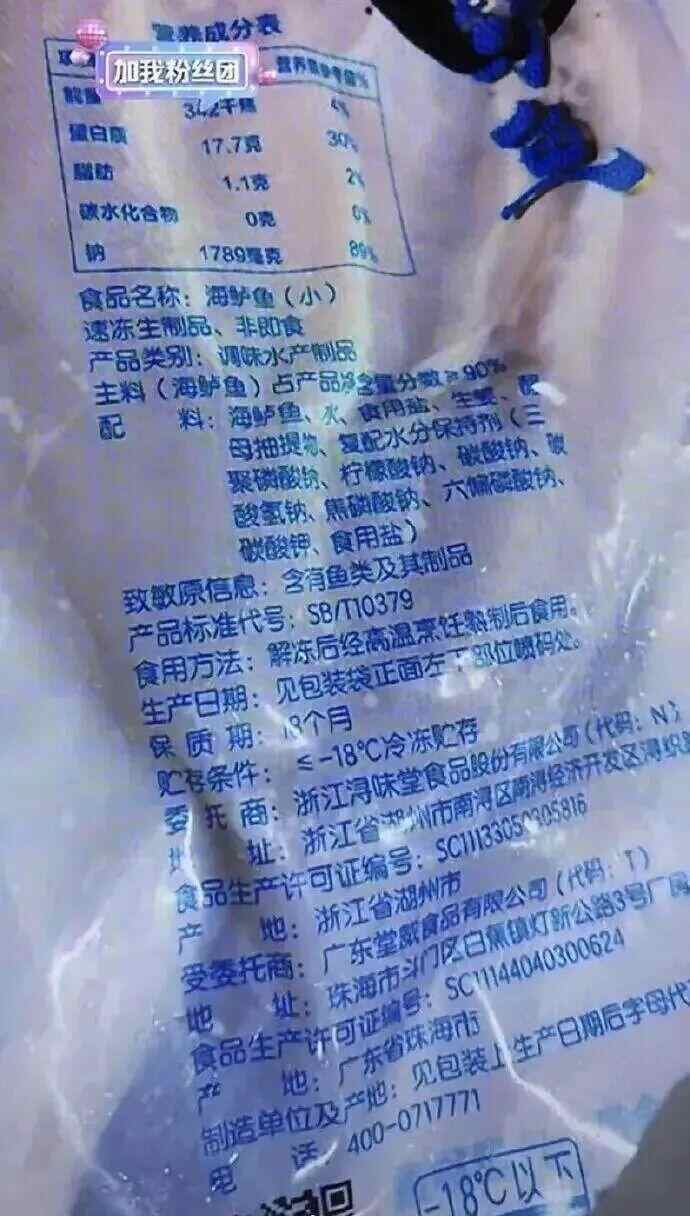 营养成分表
加我粉丝团
蛋白质 17.7克 30%
脂肪 1.1克 2%
碳水化合物 0克 0%
钠 1789毫克 89%
食品名称：海鲈鱼（小）
速冻生制品、非即食
产品类别：调味水产制品
主料（海鲈鱼）占产品净含量分数≥90%
配 料：海鲈鱼、水、食用盐、生姜、酵
母抽提物、复配水分保持剂（三
聚磷酸钠、柠檬酸钠、碳酸钠、碳
酸氢钠、焦磷酸钠、六偏磷酸钠、
碳酸钾、食用盐）
致敏原信息：含有鱼类及其制品
产品标准代号：SB/T10379
食用方法：解冻后经高温烹饪熟制后食用。
生产日期：见包装袋正面左下部位喷码处。
保 质 期：18个月
贮存条件：≤-18℃冷冻贮存
委 托 商：浙江浔味堂食品股份有限公司（代码：N）
地 址：浙江省湖州市南浔区南浔经济开发区浔织
食品生产许可证编号：SC11133050305816
产 地：浙江省湖州市
受委托商：广东堂威食品有限公司（代码：T）
地 址：珠海市斗门区白蕉镇灯新公路3号厂房
食品生产许可证编号：SC11144040300624
产 地：广东省珠海市
制造单位及产地：见包装上生产日期后字母代
电 话：400-0717771
-18℃以下